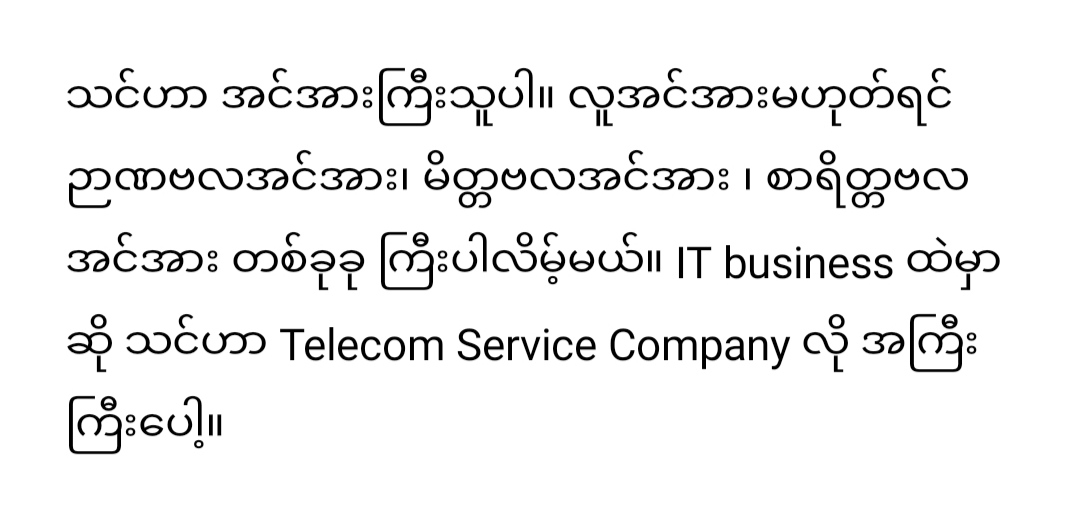 သင်ဟာ အင်အားကြီးသူပါ။ လူအင်အားမဟုတ်ရင်
ဉာဏဗလအင်အား၊ မိတ္တဗလအင်အား ၊ စာရိတ္တဗလ
အင်အား တစ်ခုခု ကြီးပါလိမ့်မယ်။ IT business ထဲမှာ
ဆို သင်ဟာ Telecom Service Company လို အကြီး
ကြီးပေါ့။